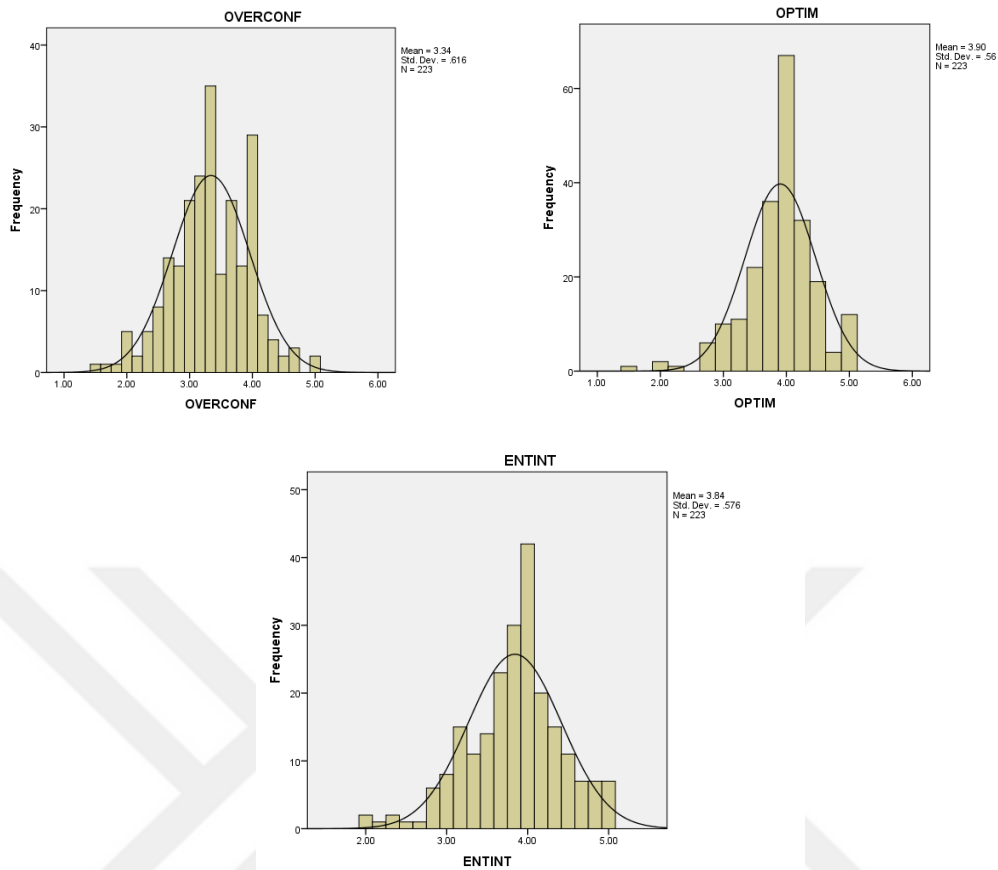 OVERCONF
Mean = 3.34
Std. Dev. = .616
N = 223
Frequency
40
30
20
10
0
1.00 2.00 3.00 4.00 5.00 6.00
OVERCONF
OPTIM
Mean = 3.90
Std. Dev. = .56
N = 223
Frequency
60
40
20
0
1.00 2.00 3.00 4.00 5.00 6.00
OPTIM
ENTINT
Mean = 3.84
Std. Dev. = .576
N = 223
Frequency
50
40
30
20
10
0
2.00 3.00 4.00 5.00
ENTINT